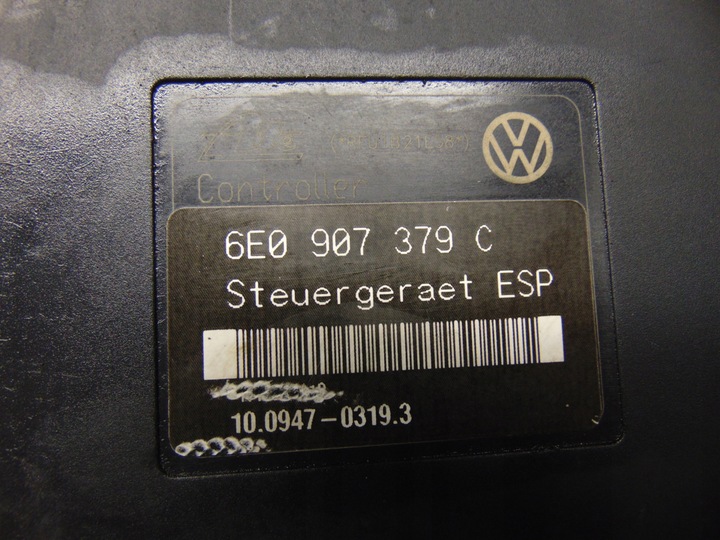 Controller
6E0 907 379 C
Steuergeraet ESP
10.0947-0319.3